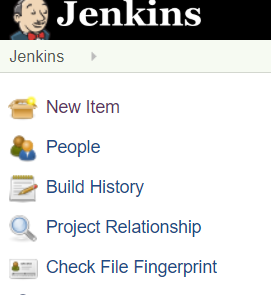 Jenkins
Jenkins
New Item
People
Build History
Project Relationship
Check File Fingerprint